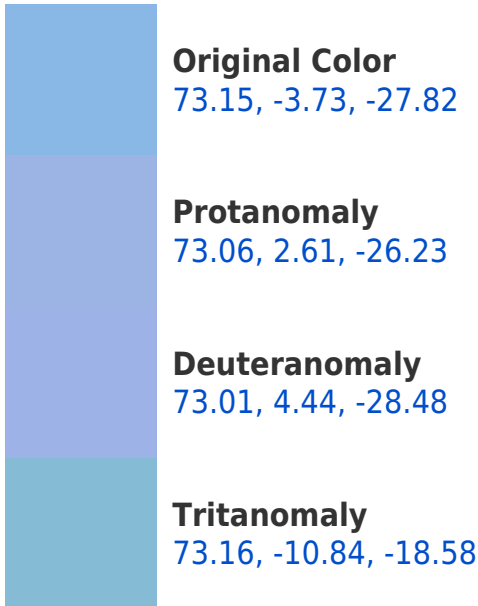 Original Color
73.15, -3.73, -27.82
Protanomaly
73.06, 2.61, -26.23
Deuteranomaly
73.01, 4.44, -28.48
Tritanomaly
73.16, -10.84, -18.58